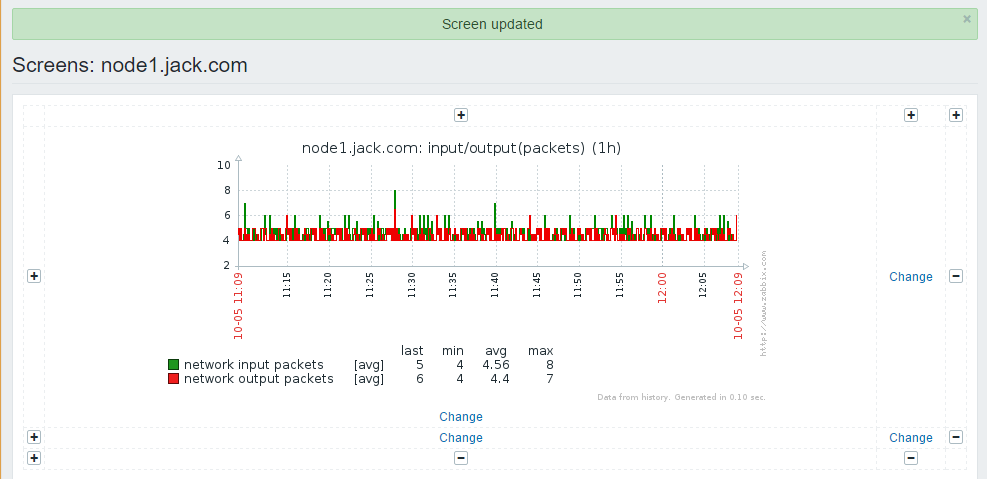 Screen updated
×
Screens: node1.jack.com
+ + +
node1.jack.com: input/output(packets) (1h)
10
8
6
4
2
10-05 11:09 11:15 11:20 11:25 11:30 11:35 11:40 11:45 11:50 11:55 12:00 12:05 10-05 12:09
http://www.zabbix.com
+ Change −
last min avg max
network input packets [avg] 5 4 4.56 8
network output packets [avg] 6 4 4.4 7
Data from history. Generated in 0.10 sec.
Change
+ Change Change −
+ − −